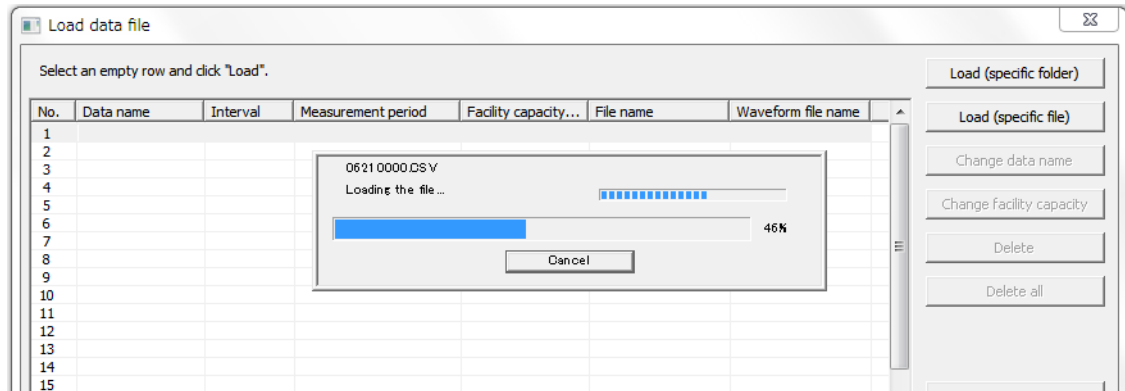 Load data file
Select an empty row and click "Load".
Load (specific folder)
No. Data name Interval Measurement period Facility capacity... File name Waveform file name
Load (specific file)
1
2
3
4
5
6
7
8
9
10
11
12
13
14
15
06210000.CSV
Loading the file...
46%
Cancel
Change data name
Change facility capacity
Delete
Delete all